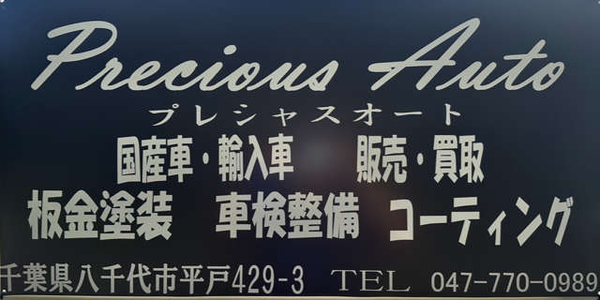 Precious Auto
プレシャスオート
国産車・輸入車 販売・買取
板金塗装 車検整備 コーティング
千葉県八千代市平戸429-3 TEL 047-770-0989